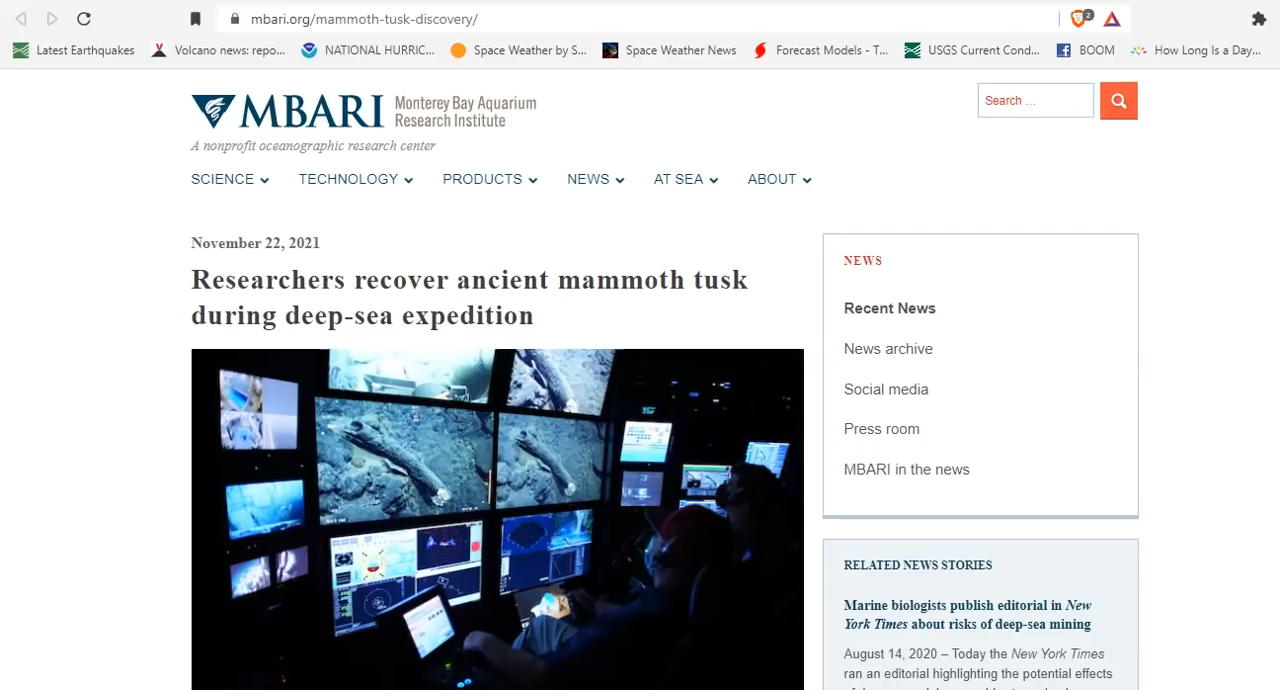 mbari.org/mammoth-tusk-discovery/
2
Latest Earthquakes
Volcano news: repo...
NATIONAL HURRIC...
Space Weather by S...
Space Weather News
Forecast Models - T...
USGS Current Cond...
BOOM
How Long Is a Day...
MBARI
Monterey Bay Aquarium
Research Institute
A nonprofit oceanographic research center
Search ...
SCIENCE
TECHNOLOGY
PRODUCTS
NEWS
AT SEA
ABOUT
November 22, 2021
Researchers recover ancient mammoth tusk
during deep-sea expedition
NEWS
Recent News
News archive
Social media
Press room
MBARI in the news
RELATED NEWS STORIES
Marine biologists publish editorial in New
York Times about risks of deep-sea mining
August 14, 2020 – Today the New York Times
ran an editorial highlighting the potential effects